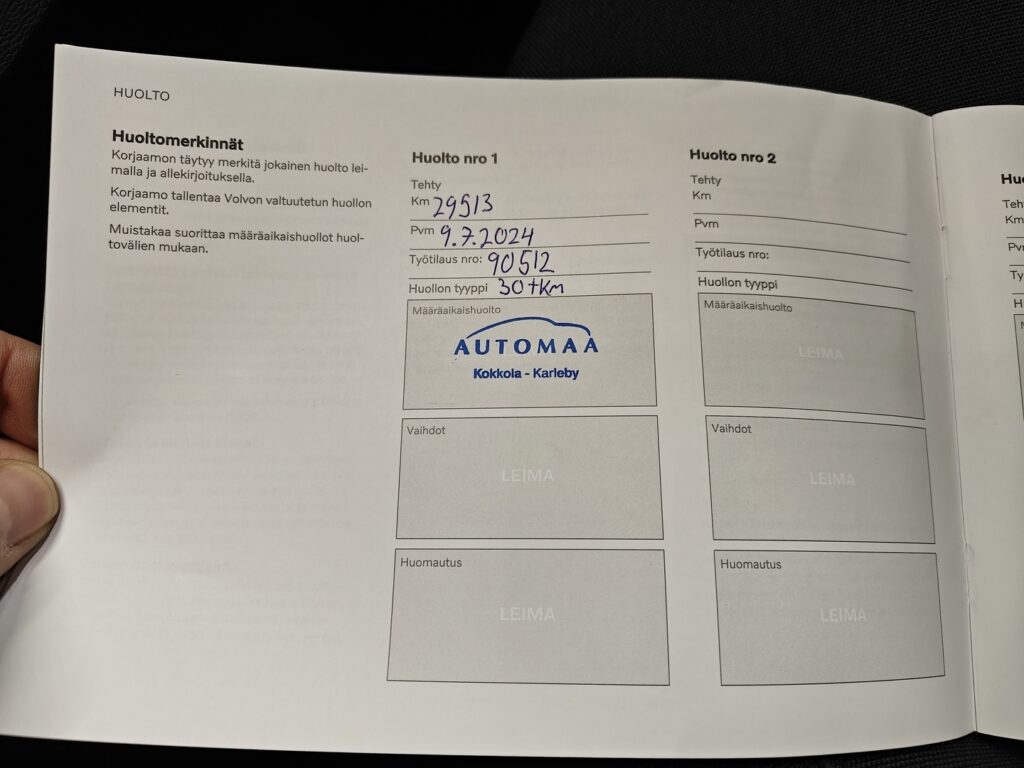 HUOLTO
Huoltomerkinnät
Korjaamon täytyy merkitä jokainen huolto lei-
malla ja allekirjoituksella.
Korjaamo tallentaa Volvon valtuutetun huollon
elementit.
Muistakaa suorittaa määräaikaishuollot huol-
tovälien mukaan.
Huolto nro 1
Tehty
Km 29513
Pvm 9.7.2024
Työtilaus nro: 90512
Huollon tyyppi 30tkm
Määräaikaishuolto
AUTOMAA
Kokkola - Karleby
Vaihdot
LEIMA
Huomautus
LEIMA
Huolto nro 2
Tehty
Km
Pvm
Työtilaus nro:
Huollon tyyppi
Määräaikaishuolto
LEIMA
Vaihdot
LEIMA
Huomautus
LEIMA
Km